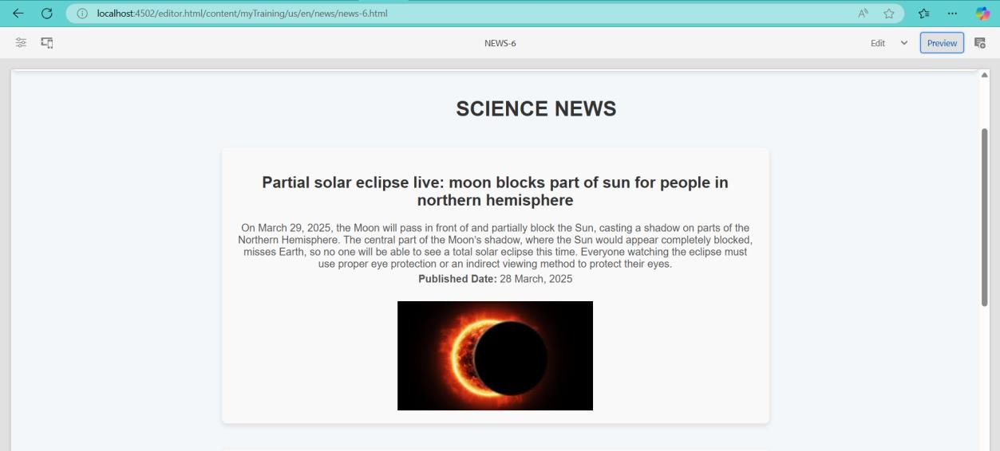 localhost:4502/editor.html/content/myTraining/us/en/news/news-6.html
NEWS-6
Edit
Preview
SCIENCE NEWS
Partial solar eclipse live: moon blocks part of sun for people in
northern hemisphere
On March 29, 2025, the Moon will pass in front of and partially block the Sun, casting a shadow on parts of the
Northern Hemisphere. The central part of the Moon's shadow, where the Sun would appear completely blocked,
misses Earth, so no one will be able to see a total solar eclipse this time. Everyone watching the eclipse must
use proper eye protection or an indirect viewing method to protect their eyes.
Published Date: 28 March, 2025